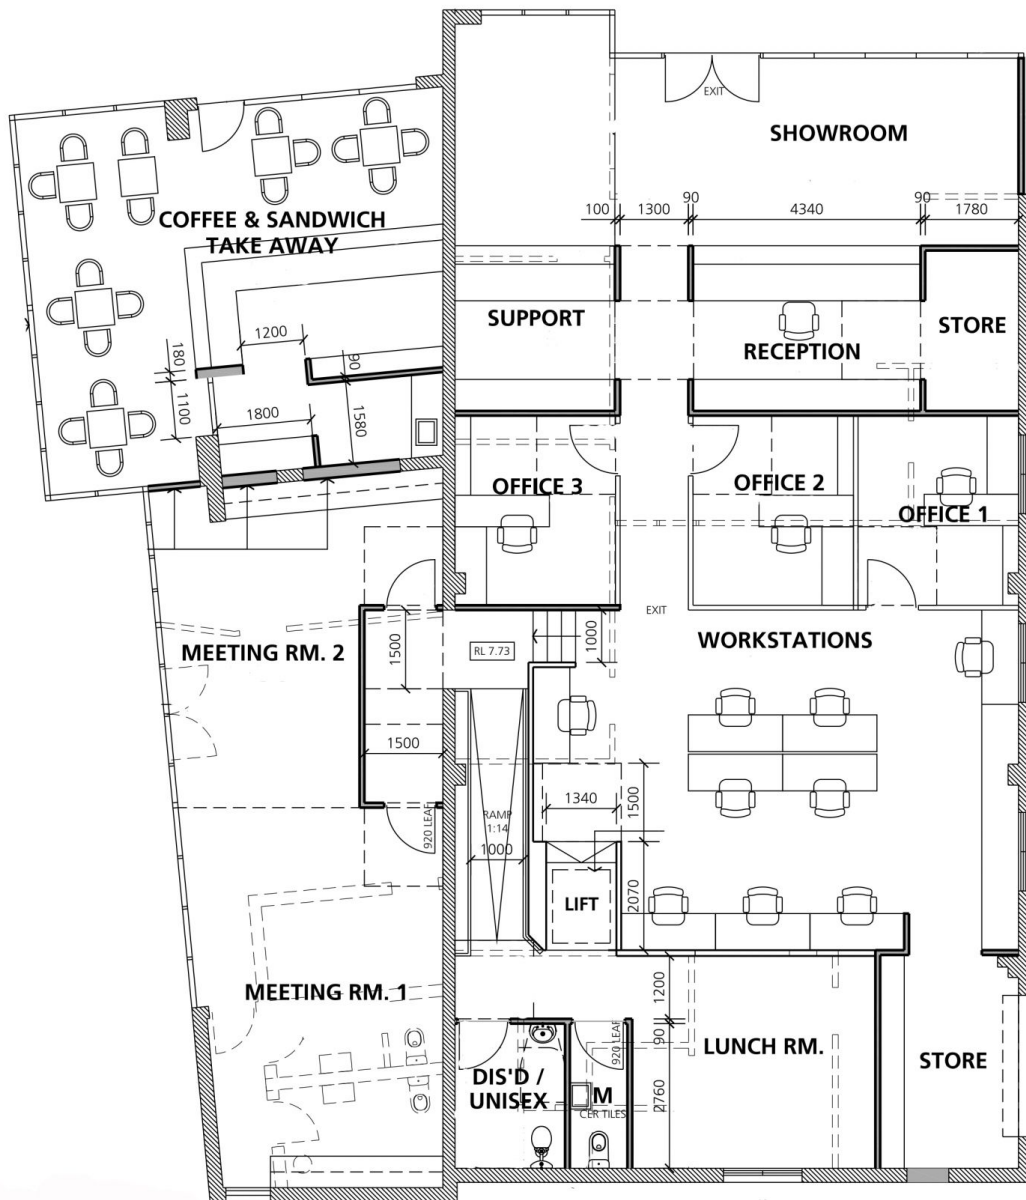 EXIT
SHOWROOM
COFFEE & SANDWICH
TAKE AWAY
100
1300
90
4340
90
1780
SUPPORT
RECEPTION
STORE
1200
180
90
1100
1800
1580
OFFICE 3
OFFICE 2
OFFICE 1
EXIT
1000
WORKSTATIONS
MEETING RM. 2
1500
RL 7.73
1500
920 LEAF
RAMP
1:14
1000
1340
1500
2070
LIFT
MEETING RM. 1
1200
90
920 LEAF
LUNCH RM.
STORE
DIS'D /
UNISEX
M
CER TILES
2760